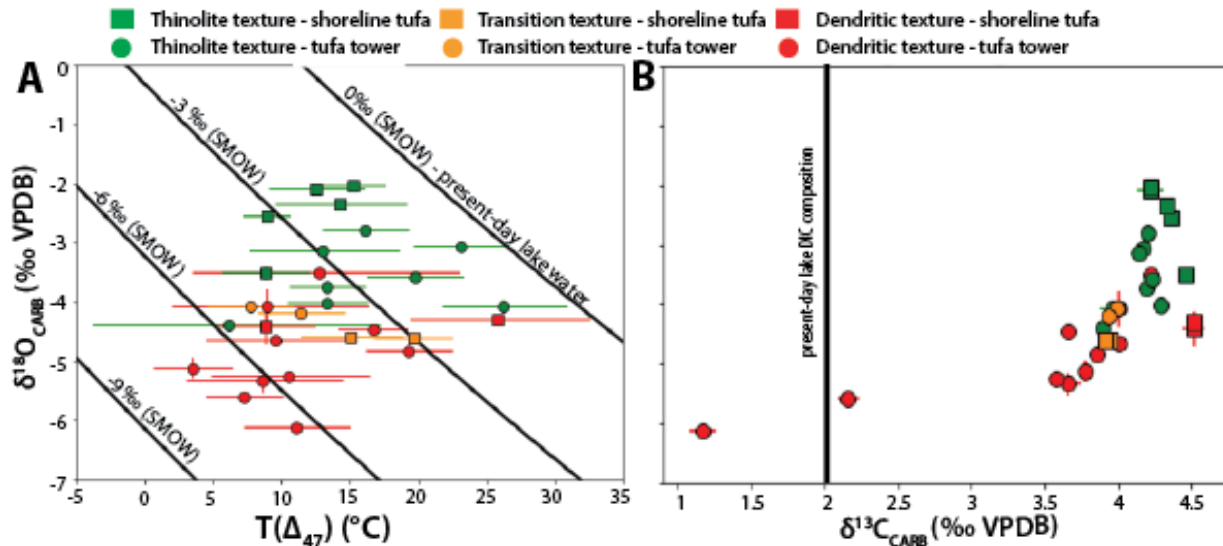 Thinolite texture - shoreline tufa Transition texture - shoreline tufa Dendritic texture - shoreline tufa
Thinolite texture - tufa tower Transition texture - tufa tower Dendritic texture - tufa tower
A
B
0
-1
-2
-3
-4
-5
-6
-7
δ¹⁸O_CARB (‰ VPDB)
-3 ‰ (SMOW)
0‰ (SMOW) - present-day lake water
-6 ‰ (SMOW)
-9 ‰ (SMOW)
-5 0 5 10 15 20 25 30 35
T(Δ₄₇) (°C)
present-day lake DIC composition
1 1.5 2 2.5 3 3.5 4 4.5
δ¹³C_CARB (‰ VPDB)